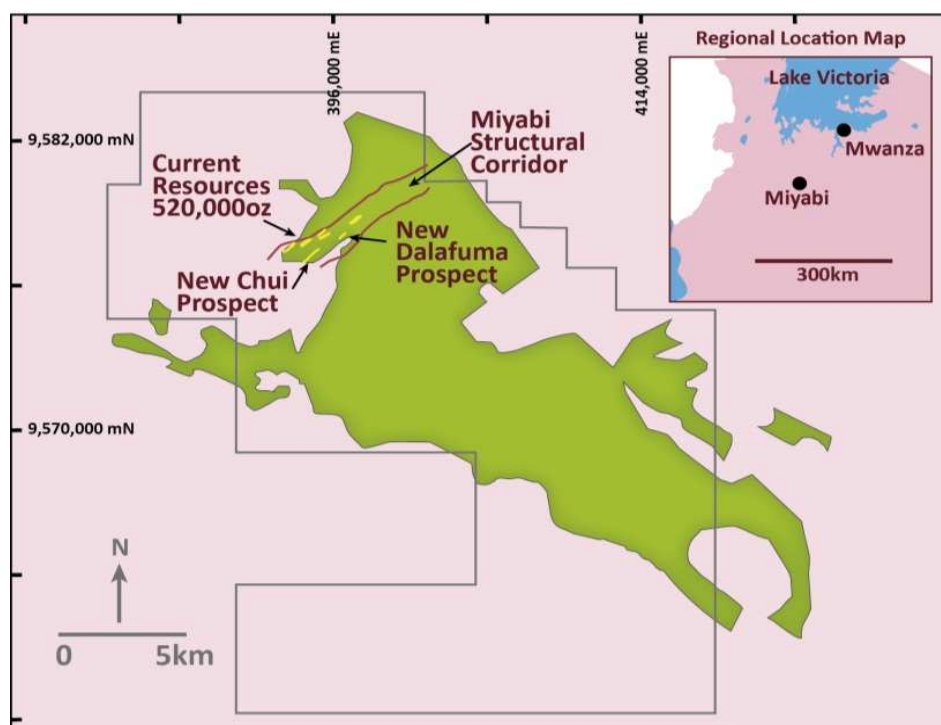 396,000 mE
414,000 mE
Regional Location Map
Lake Victoria
Mwanza
Miyabi
300km
9,582,000 mN
Miyabi
Structural
Corridor
Current
Resources
520,000oz
New
Dalafuma
Prospect
New Chui
Prospect
9,570,000 mN
N
0 5km